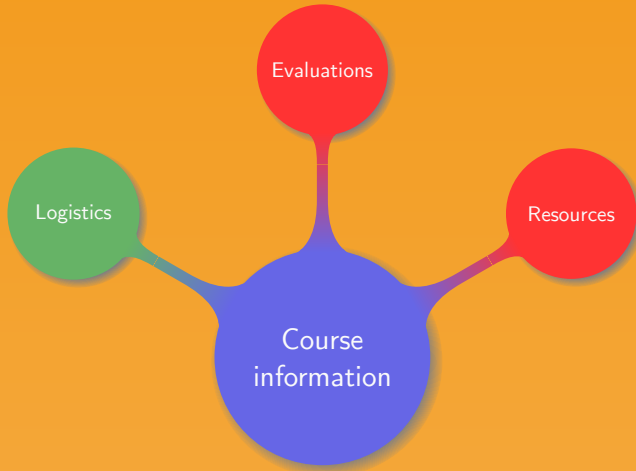 Evaluations
Logistics
Resources
Course
information